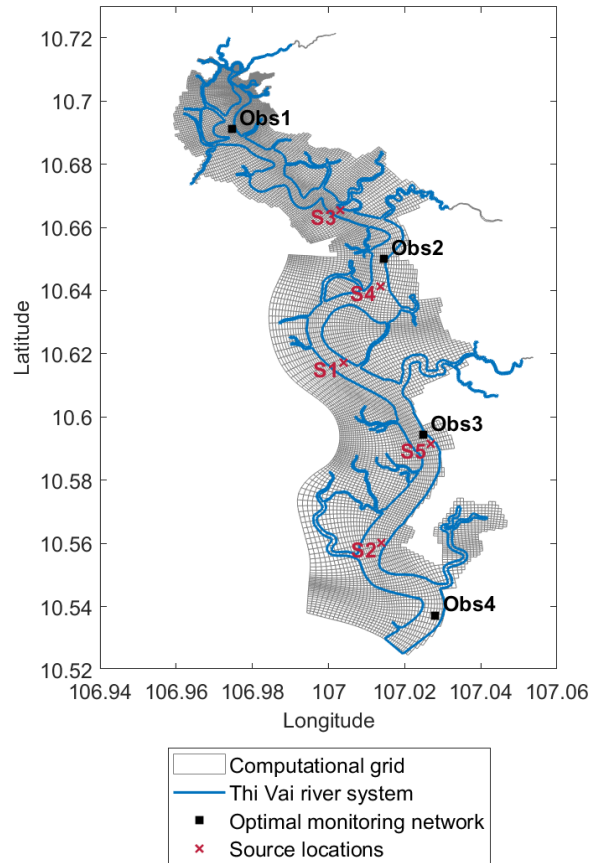 10.72
10.7
10.68
10.66
10.64
10.62
10.6
10.58
10.56
10.54
10.52
Latitude
Obs1
S3
Obs2
S4
S1
Obs3
S5
S2
Obs4
106.94 106.96 106.98 107 107.02 107.04 107.06
Longitude
Computational grid
Thi Vai river system
Optimal monitoring network
Source locations